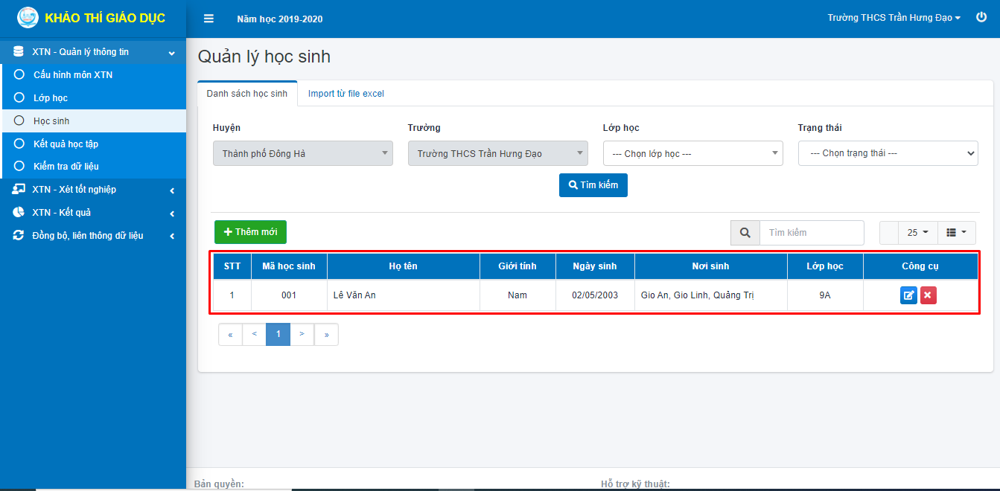 KHẢO THÍ GIÁO DỤC
Năm học 2019-2020
Trường THCS Trần Hưng Đạo
XTN - Quản lý thông tin
Cấu hình môn XTN
Lớp học
Học sinh
Kết quả học tập
Kiểm tra dữ liệu
XTN - Xét tốt nghiệp
XTN - Kết quả
Đồng bộ, liên thông dữ liệu
Quản lý học sinh
Danh sách học sinh Import từ file excel
Huyện Trường Lớp học Trạng thái
Thành phố Đông Hà Trường THCS Trần Hưng Đạo --- Chọn lớp học --- --- Chọn trạng thái ---
Tìm kiếm
+ Thêm mới Tìm kiếm 25
STT Mã học sinh Họ tên Giới tính Ngày sinh Nơi sinh Lớp học Công cụ
1 001 Lê Văn An Nam 02/05/2003 Gio An, Gio Linh, Quảng Trị 9A
« < 1 > »
Bản quyền: Hỗ trợ kỹ thuật: